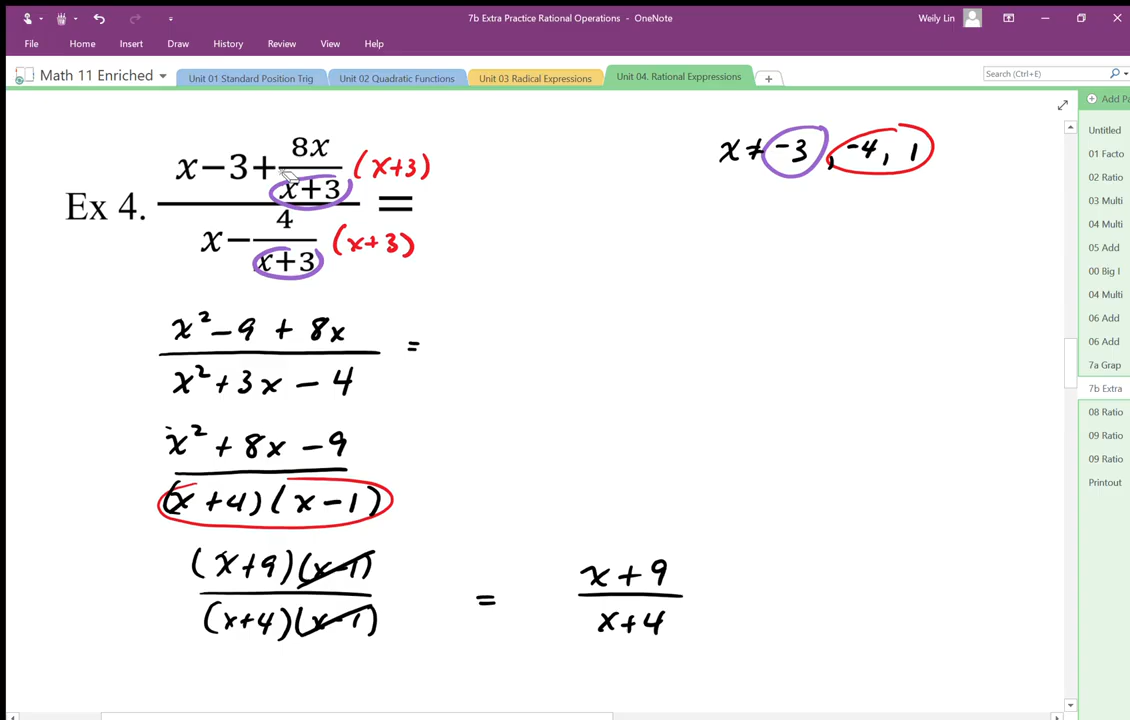 7b Extra Practice Rational Operations - OneNote
Weily Lin
File Home Insert Draw History Review View Help
Math 11 Enriched
Unit 01 Standard Position Trig
Unit 02 Quadratic Functions
Unit 03 Radical Expressions
Unit 04. Rational Exppressions
Search (Ctrl+E)
Add Pa
Untitled
01 Facto
02 Ratio
03 Multi
04 Multi
05 Add
00 Big I
04 Multi
06 Add
06 Add
7a Grap
7b Extra
08 Ratio
09 Ratio
09 Ratio
Printout
x ≠ -3, -4, 1
8x
x-3+ (x+3)
x+3
Ex 4. =
4
x- (x+3)
x+3
x² - 9 + 8x
=
x² + 3x - 4
x² + 8x - 9
(x+4)(x-1)
(x+9)(x-1) x+9
=
(x+4)(x-1) x+4